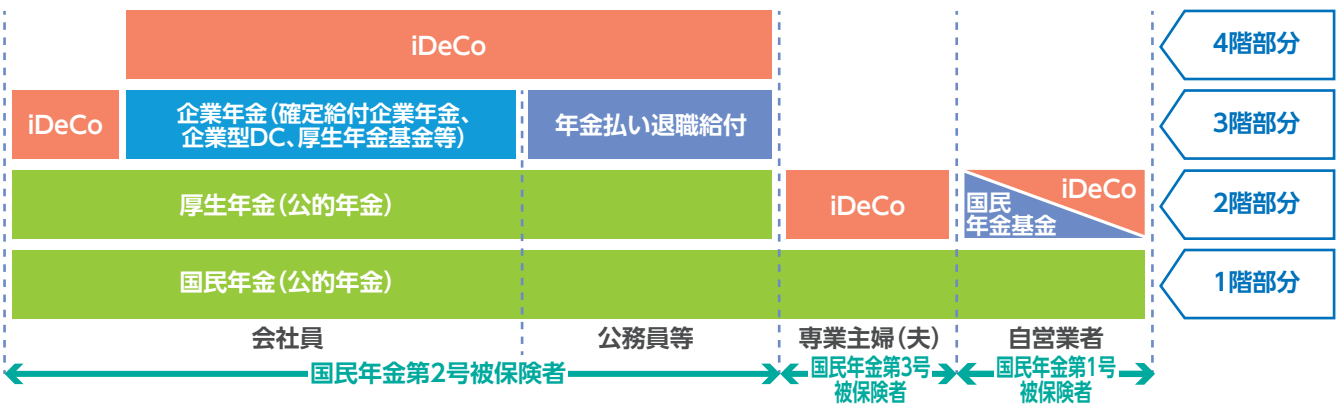 iDeCo
4階部分
iDeCo
企業年金(確定給付企業年金、
企業型DC、厚生年金基金等)
年金払い退職給付
3階部分
厚生年金(公的年金)
iDeCo
国民
年金基金
iDeCo
2階部分
国民年金(公的年金)
1階部分
会社員
公務員等
専業主婦(夫)
自営業者
国民年金第2号被保険者
国民年金第3号
被保険者
国民年金第1号
被保険者